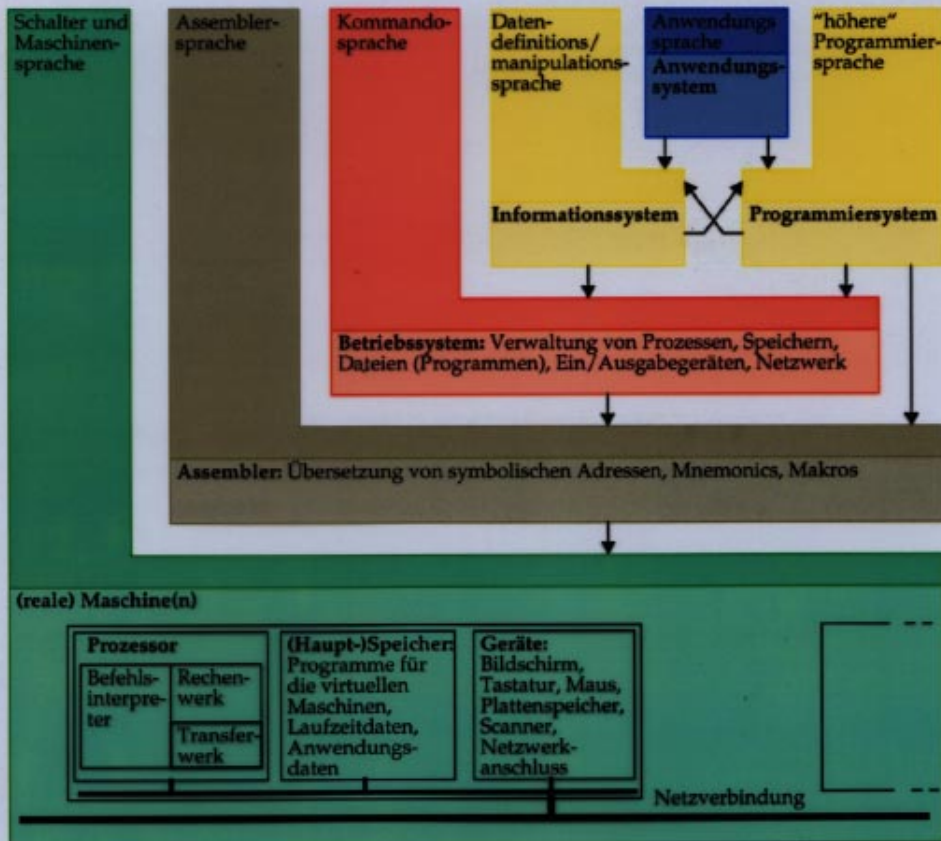 Schalter und
Maschinen-
sprache
Assembler-
sprache
Kommando-
sprache
Daten-
definitions/
manipulations-
sprache
Anwendungs
sprache
Anwendungs-
system
“höhere“
Programmier-
sprache
Informationssystem
Programmiersystem
Betriebssystem: Verwaltung von Prozessen, Speichern,
Dateien (Programmen), Ein/Ausgabegeräten, Netzwerk
Assembler: Übersetzung von symbolischen Adressen, Mnemonics, Makros
(reale) Maschine(n)
Prozessor
Befehls-
interpre-
ter
Rechen-
werk
Transfer-
werk
(Haupt-)Speicher:
Programme für
die virtuellen
Maschinen,
Laufzeitdaten,
Anwendungs-
daten
Geräte:
Bildschirm,
Tastatur, Maus,
Plattenspeicher,
Scanner,
Netzwerk-
anschluss
Netzverbindung